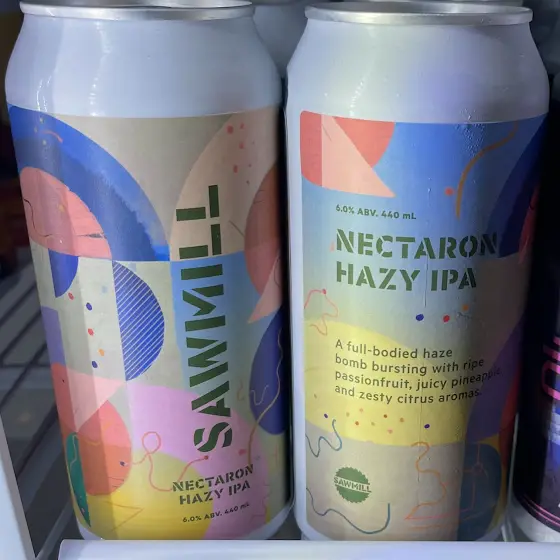 SAWMILL
NECTARON
HAZY IPA
6.0% ABV. 440 mL
6.0% ABV. 440 mL
NECTARON
HAZY IPA
A full-bodied haze
bomb bursting with ripe
passionfruit, juicy pineapple
and zesty citrus aromas.
SAWMILL